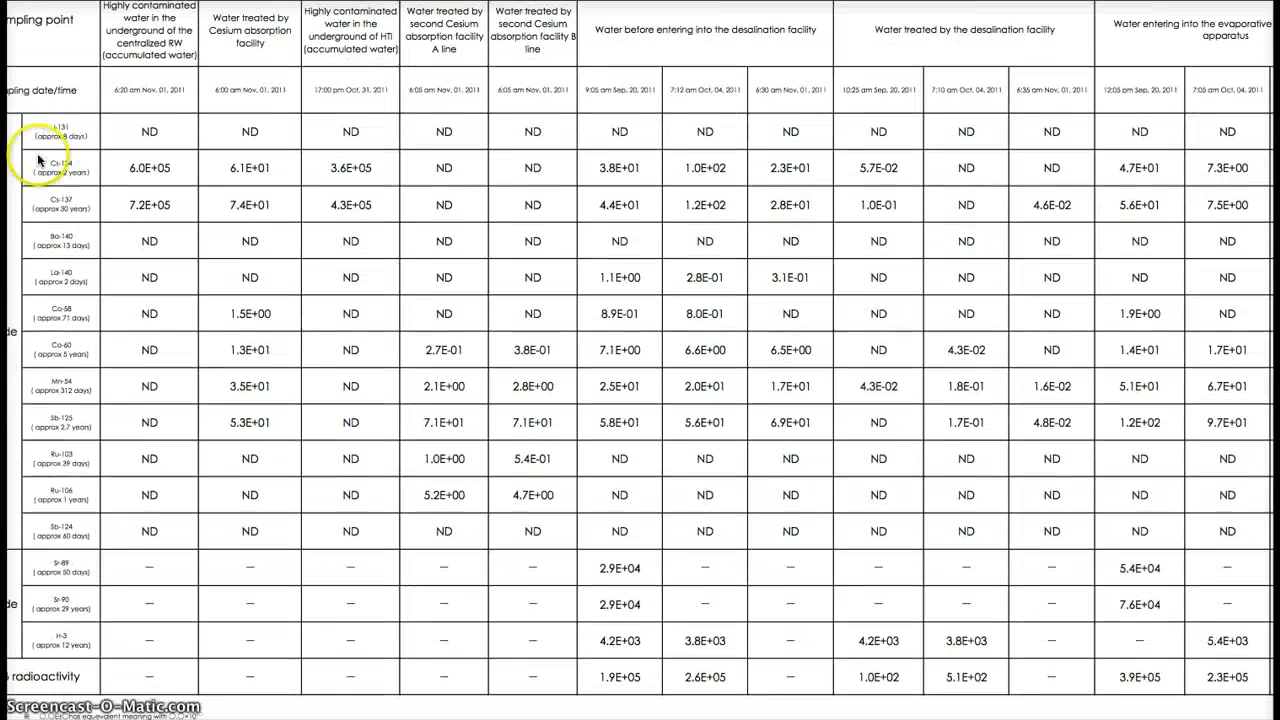 mpling point
Highly contaminated
water in the
underground of the
centralized RW
(accumulated water)
Water treated by
Cesium absorption
facility
Highly contaminated
water in the
underground of HTI
(accumulated water)
Water treated by
second Cesium
absorption facility
A line
Water treated by
second Cesium
absorption facility B
line
Water before entering into the desalination facility
Water treated by the desalination facility
Water entering into the evaporative
apparatus
pling date/time 6:20 am Nov, 01, 2011 6:00 am Nov, 01, 2011 17:00 pm Oct, 31, 2011 6:05 am Nov, 01, 2011 6:05 am Nov, 01, 2011 9:05 am Sep, 20, 2011 7:12 am Oct, 04, 2011 6:30 am Nov, 01, 2011 10:25 am Sep, 20, 2011 7:10 am Oct, 04, 2011 6:35 am Nov, 01, 2011 12:05 pm Sep, 20, 2011 7:05 am Oct, 04, 2011
I-131
(approx 8 days)
ND ND ND ND ND ND ND ND ND ND ND ND ND
Cs-134
(approx 2 years)
6.0E+05 6.1E+01 3.6E+05 ND ND 3.8E+01 1.0E+02 2.3E+01 5.7E-02 ND ND 4.7E+01 7.3E+00
Cs-137
(approx 30 years)
7.2E+05 7.4E+01 4.3E+05 ND ND 4.4E+01 1.2E+02 2.8E+01 1.0E-01 ND 4.6E-02 5.6E+01 7.5E+00
Ba-140
( approx 13 days)
ND ND ND ND ND ND ND ND ND ND ND ND ND
La-140
( approx 2 days)
ND ND ND ND ND 1.1E+00 2.8E-01 3.1E-01 ND ND ND ND ND
Co-58
( approx 71 days)
ND 1.5E+00 ND ND ND 8.9E-01 8.0E-01 ND ND ND ND 1.9E+00 ND
de
Co-60
( approx 5 years)
ND 1.3E+01 ND 2.7E-01 3.8E-01 7.1E+00 6.6E+00 6.5E+00 ND 4.3E-02 ND 1.4E+01 1.7E+01
Mn-54
( approx 312 days)
ND 3.5E+01 ND 2.1E+00 2.8E+00 2.5E+01 2.0E+01 1.7E+01 4.3E-02 1.8E-01 1.6E-02 5.1E+01 6.7E+01
Sb-125
( approx 2,7 years)
ND 5.3E+01 ND 7.1E+01 7.1E+01 5.8E+01 5.6E+01 6.9E+01 ND 1.7E-01 4.8E-02 1.2E+02 9.7E+01
Ru-103
( approx 39 days)
ND ND ND 1.0E+00 5.4E-01 ND ND ND ND ND ND ND ND
Ru-106
( approx 1 years)
ND ND ND 5.2E+00 4.7E+00 ND ND ND ND ND ND ND ND
Sb-124
( approx 60 days)
ND ND ND ND ND ND ND ND ND ND ND ND ND
Sr-89
( approx 50 days)
— — — — — 2.9E+04 — — — — — 5.4E+04 —
de
Sr-90
( approx 29 years)
— — — — — 2.9E+04 — — — — — 7.6E+04 —
H-3
( approx 12 years)
— — — — — 4.2E+03 3.8E+03 — 4.2E+03 3.8E+03 — — 5.4E+03
radioactivity — — — — — 1.9E+05 2.6E+05 — 1.0E+02 5.1E+02 — 3.9E+05 2.3E+05
Screencast-O-Matic.com
has equivalent meaning with